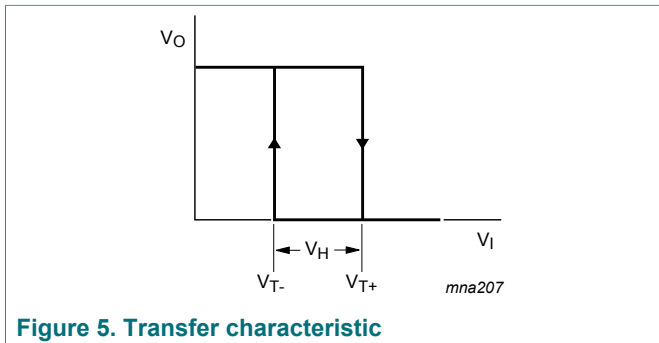 VO
VI
VH
VT-
VT+
mna207
Figure 5. Transfer characteristic